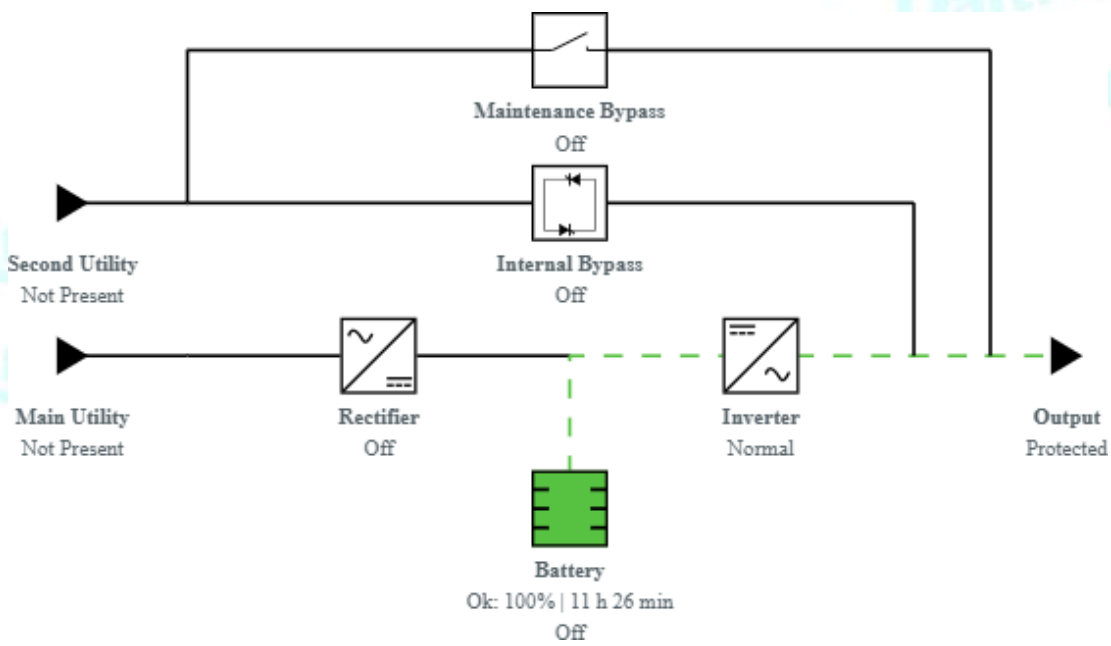 Maintenance Bypass
Off
Second Utility
Not Present
Internal Bypass
Off
Main Utility
Not Present
Rectifier
Off
Inverter
Normal
Output
Protected
Battery
Ok: 100% | 11 h 26 min
Off